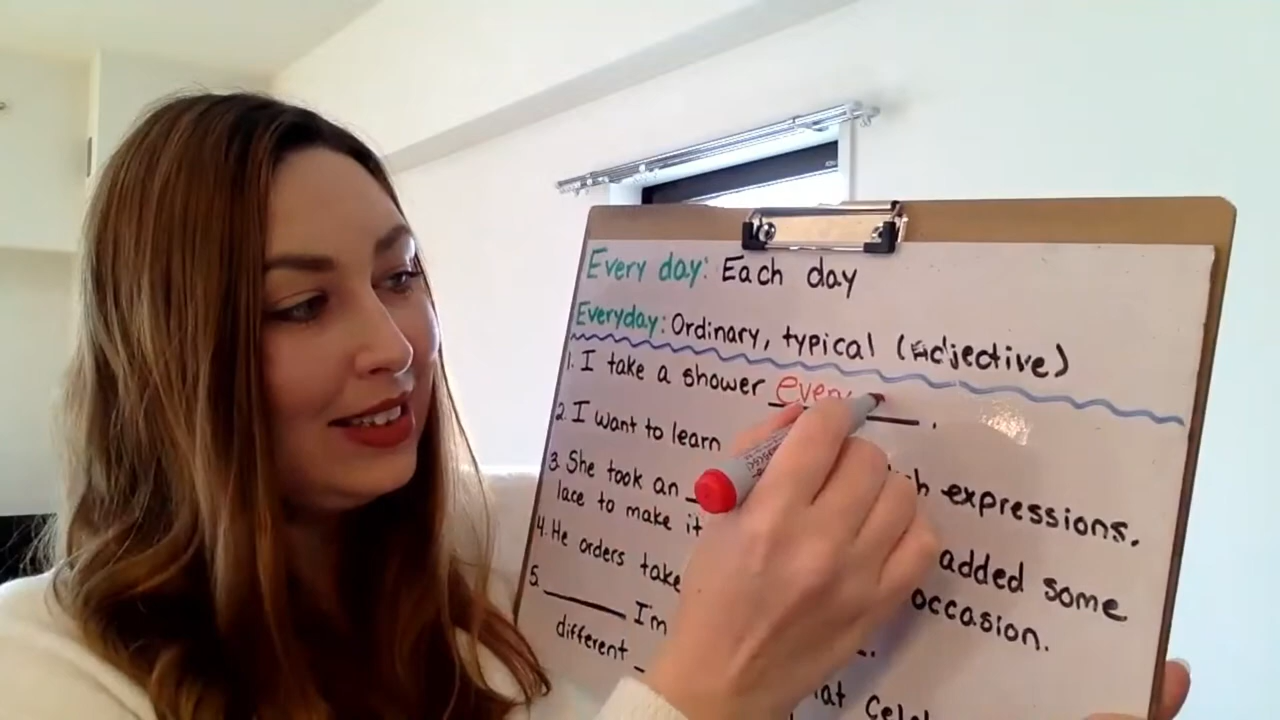 Every day: Each day
Everyday: Ordinary, typical (Adjective)
1. I take a shower every .
2. I want to learn expressions.
3. She took an added some
lace to make it occasion.
4. He orders take .
5. ______ I'm
different _